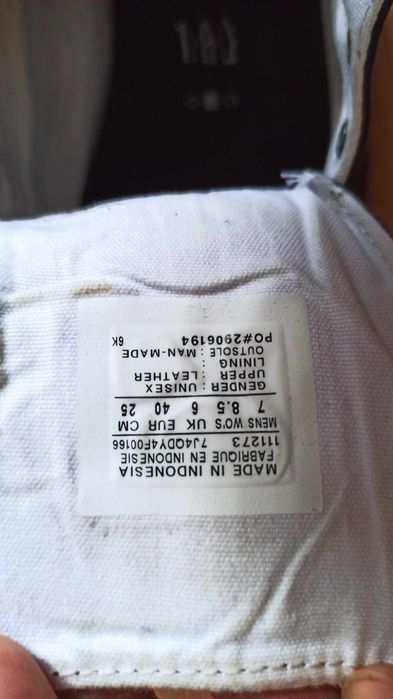 MADE IN INDONESIA
FABRIQUE EN INDONESIE
111273 7J4QDY4F00166
MENS WO'S UK EUR CM
7 8.5 6 40 25
GENDER: UNISEX
UPPER : LEATHER
LINING :
OUTSOLE : MAN-MADE
PO#2906194 6K